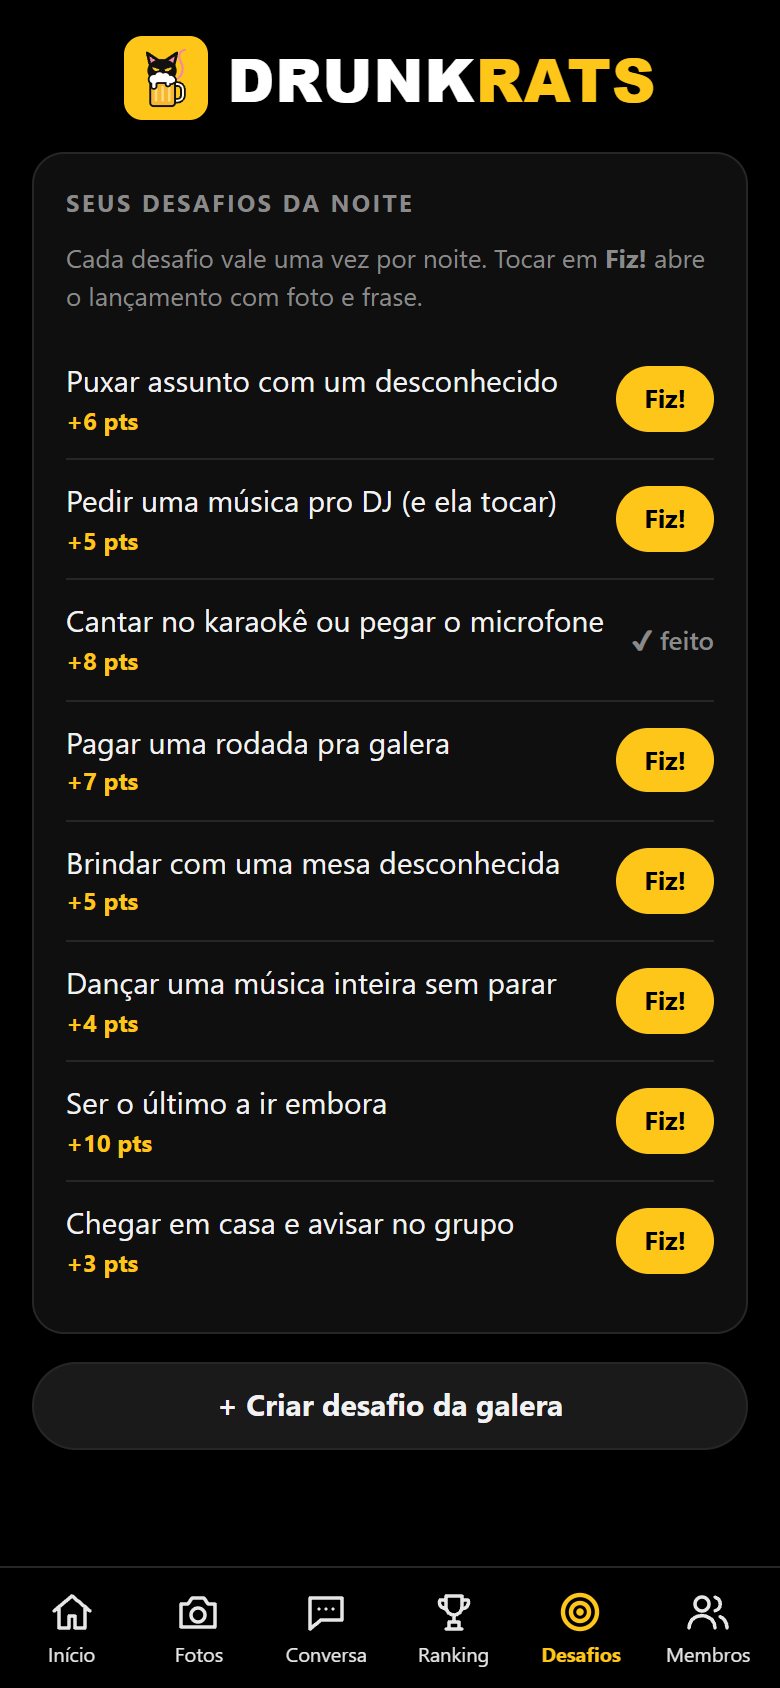 DRUNKRATS
SEUS DESAFIOS DA NOITE
Cada desafio vale uma vez por noite. Tocar em Fiz! abre
o lançamento com foto e frase.
Puxar assunto com um desconhecido
+6 pts
Fiz!
Pedir uma música pro DJ (e ela tocar)
+5 pts
Fiz!
Cantar no karaokê ou pegar o microfone
+8 pts
✓ feito
Pagar uma rodada pra galera
+7 pts
Fiz!
Brindar com uma mesa desconhecida
+5 pts
Fiz!
Dançar uma música inteira sem parar
+4 pts
Fiz!
Ser o último a ir embora
+10 pts
Fiz!
Chegar em casa e avisar no grupo
+3 pts
Fiz!
+ Criar desafio da galera
Início
Fotos
Conversa
Ranking
Desafios
Membros